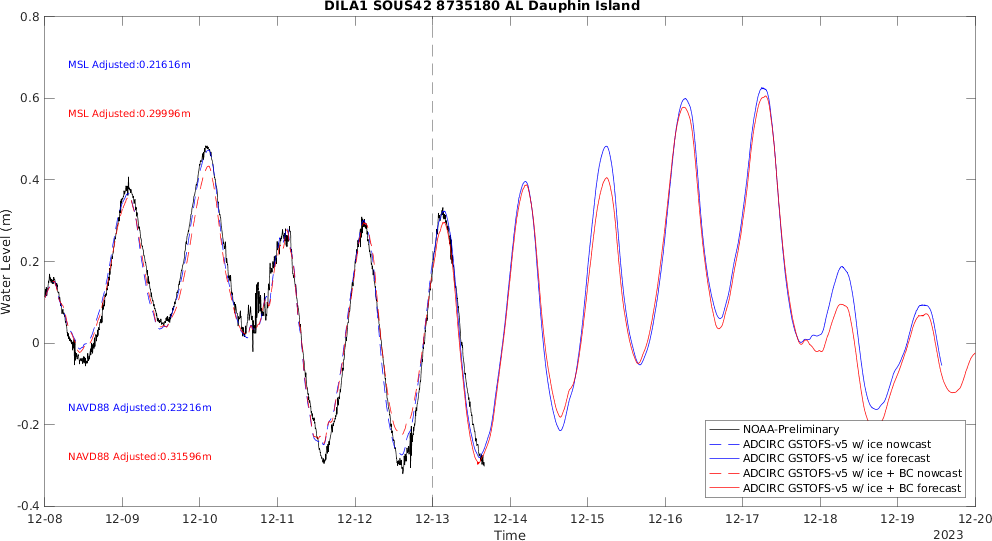 DILA1 SOUS42 8735180 AL Dauphin Island
0.8
0.6
0.4
0.2
0
-0.2
-0.4
Water Level (m)
MSL Adjusted:0.21616m
MSL Adjusted:0.29996m
NAVD88 Adjusted:0.23216m
NAVD88 Adjusted:0.31596m
NOAA-Preliminary
ADCIRC GSTOFS-v5 w/ ice nowcast
ADCIRC GSTOFS-v5 w/ ice forecast
ADCIRC GSTOFS-v5 w/ ice + BC nowcast
ADCIRC GSTOFS-v5 w/ ice + BC forecast
12-08 12-09 12-10 12-11 12-12 12-13 12-14 12-15 12-16 12-17 12-18 12-19 12-20
Time
2023